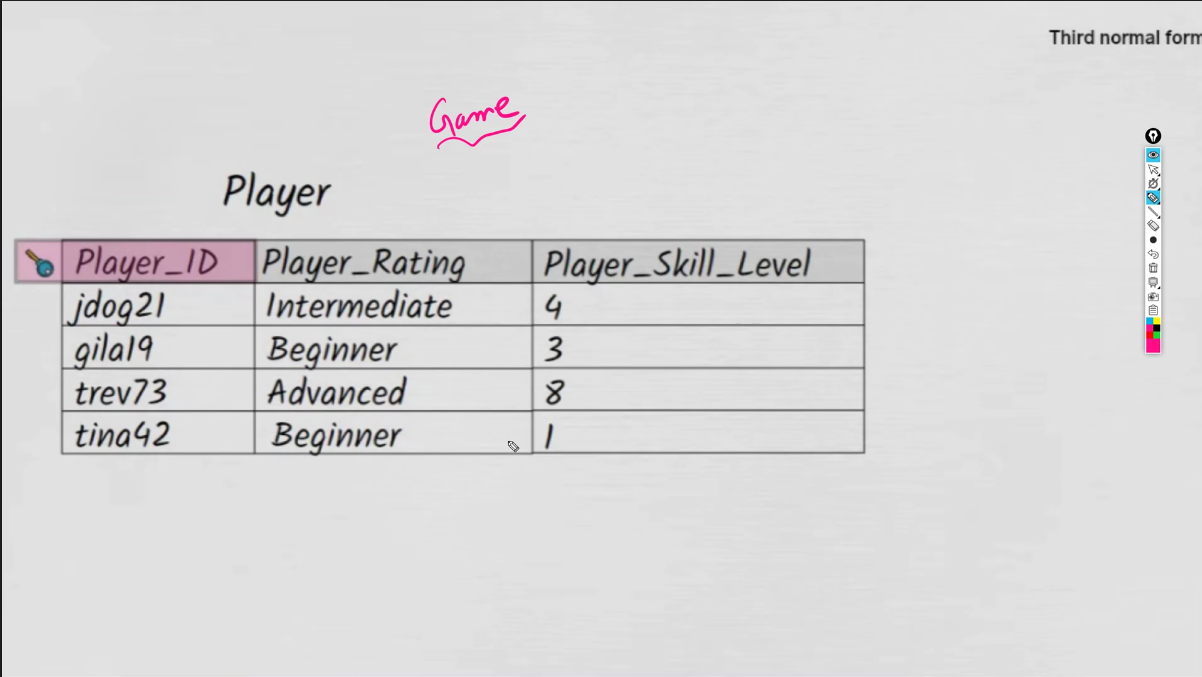 Third normal form
Game
Player
Player_ID Player_Rating Player_Skill_Level
jdog21 Intermediate 4
gila19 Beginner 3
trev73 Advanced 8
tina42 Beginner 1